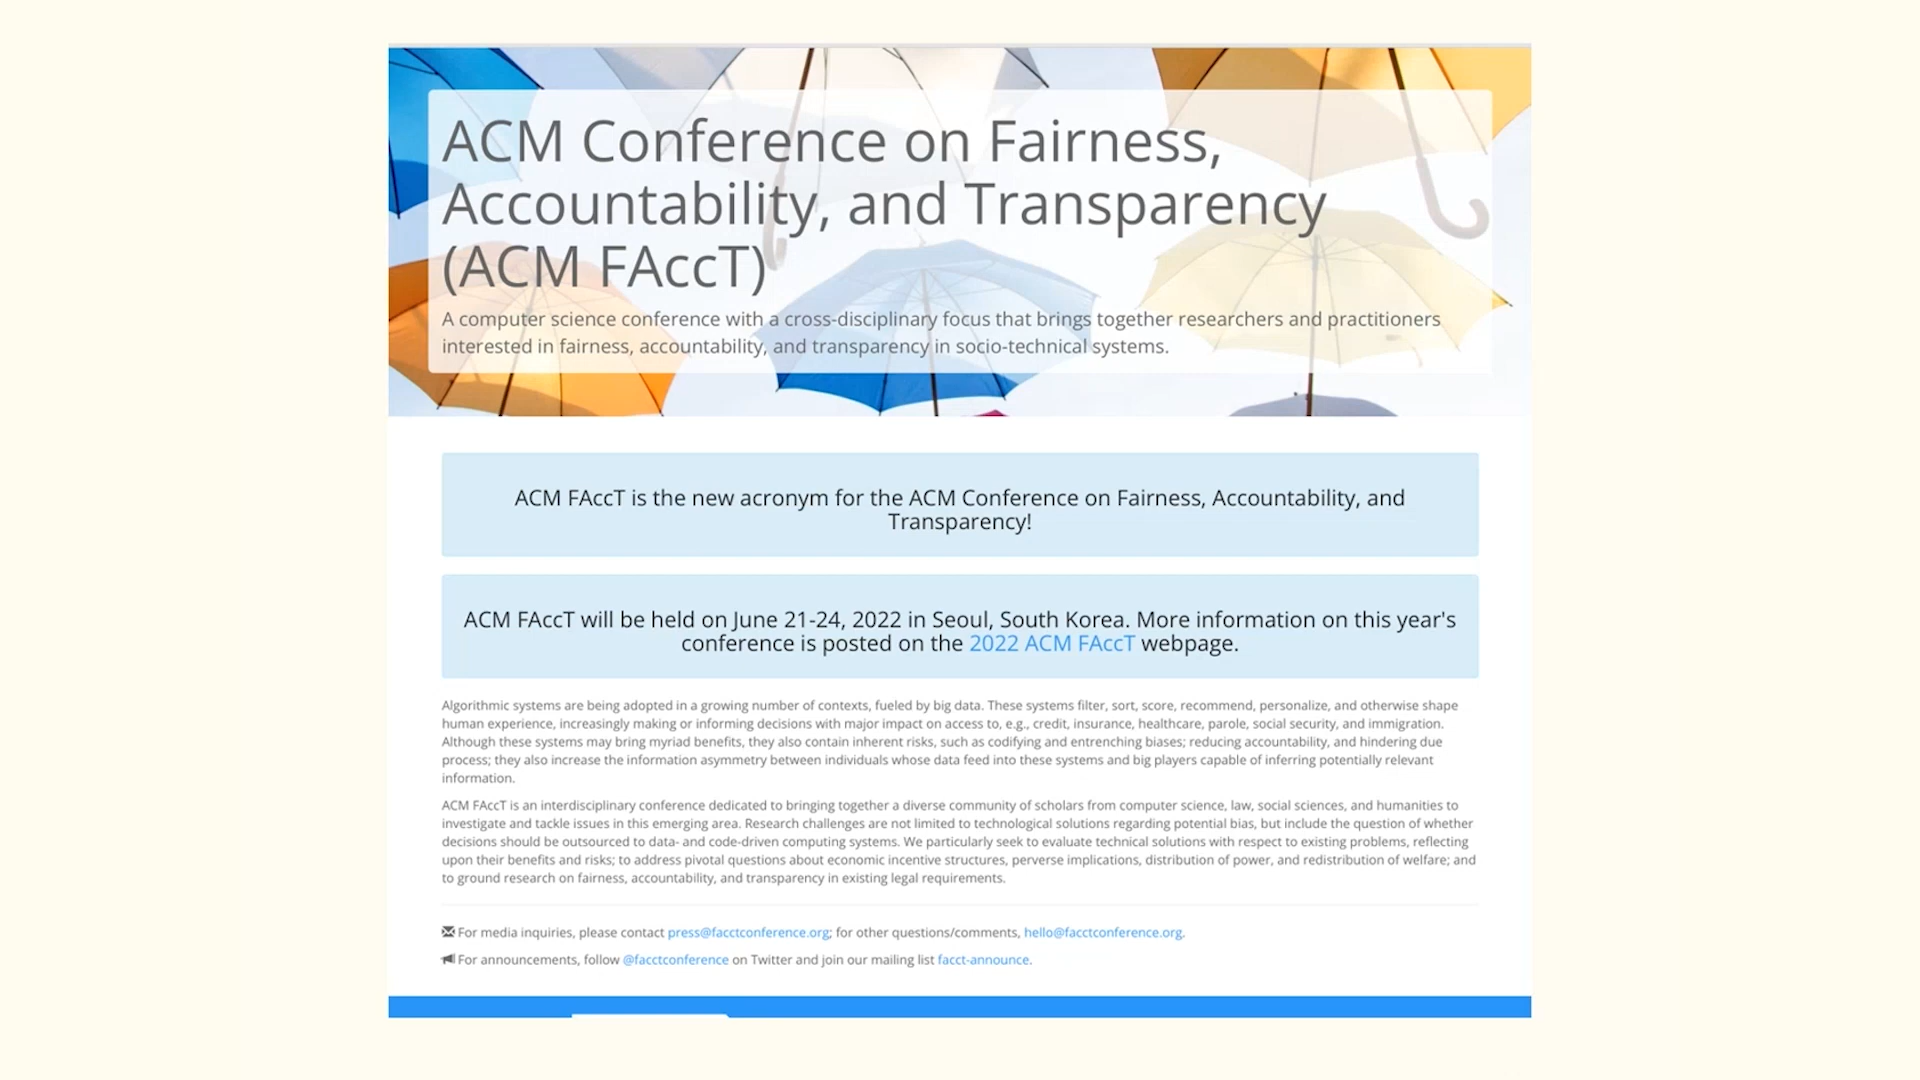 ACM Conference on Fairness,
Accountability, and Transparency
(ACM FAccT)
A computer science conference with a cross-disciplinary focus that brings together researchers and practitioners
interested in fairness, accountability, and transparency in socio-technical systems.
ACM FAccT is the new acronym for the ACM Conference on Fairness, Accountability, and
Transparency!
ACM FAccT will be held on June 21-24, 2022 in Seoul, South Korea. More information on this year's
conference is posted on the 2022 ACM FAccT webpage.
Algorithmic systems are being adopted in a growing number of contexts, fueled by big data. These systems filter, sort, score, recommend, personalize, and otherwise shape
human experience, increasingly making or informing decisions with major impact on access to, e.g., credit, insurance, healthcare, parole, social security, and immigration.
Although these systems may bring myriad benefits, they also contain inherent risks, such as codifying and entrenching biases; reducing accountability, and hindering due
process; they also increase the information asymmetry between individuals whose data feed into these systems and big players capable of inferring potentially relevant
information.
ACM FAccT is an interdisciplinary conference dedicated to bringing together a diverse community of scholars from computer science, law, social sciences, and humanities to
investigate and tackle issues in this emerging area. Research challenges are not limited to technological solutions regarding potential bias, but include the question of whether
decisions should be outsourced to data- and code-driven computing systems. We particularly seek to evaluate technical solutions with respect to existing problems, reflecting
upon their benefits and risks; to address pivotal questions about economic incentive structures, perverse implications, distribution of power, and redistribution of welfare; and
to ground research on fairness, accountability, and transparency in existing legal requirements.
For media inquiries, please contact press@facctconference.org; for other questions/comments, hello@facctconference.org.
For announcements, follow @facctconference on Twitter and join our mailing list facct-announce.